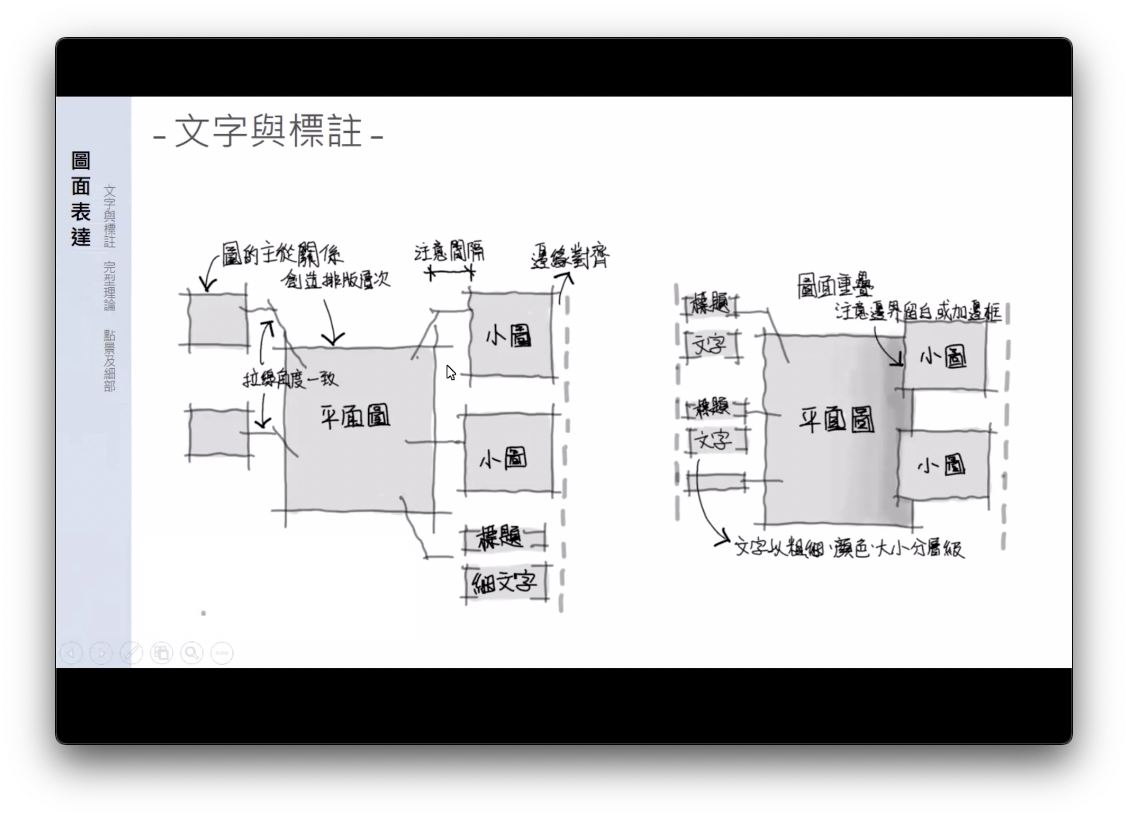 -文字與標註-
圖面表達
文字與標註 完型理論 點景及細部
圖的主從關係
創造排版層次
注意間隔
邊緣對齊
拉線角度一致
平面圖
小圖
小圖
標題
細文字
標題
文字
標題
文字
圖面重疊
注意邊界留白或加邊框
平面圖
小圖
小圖
文字以粗細·顏色·大小分層級